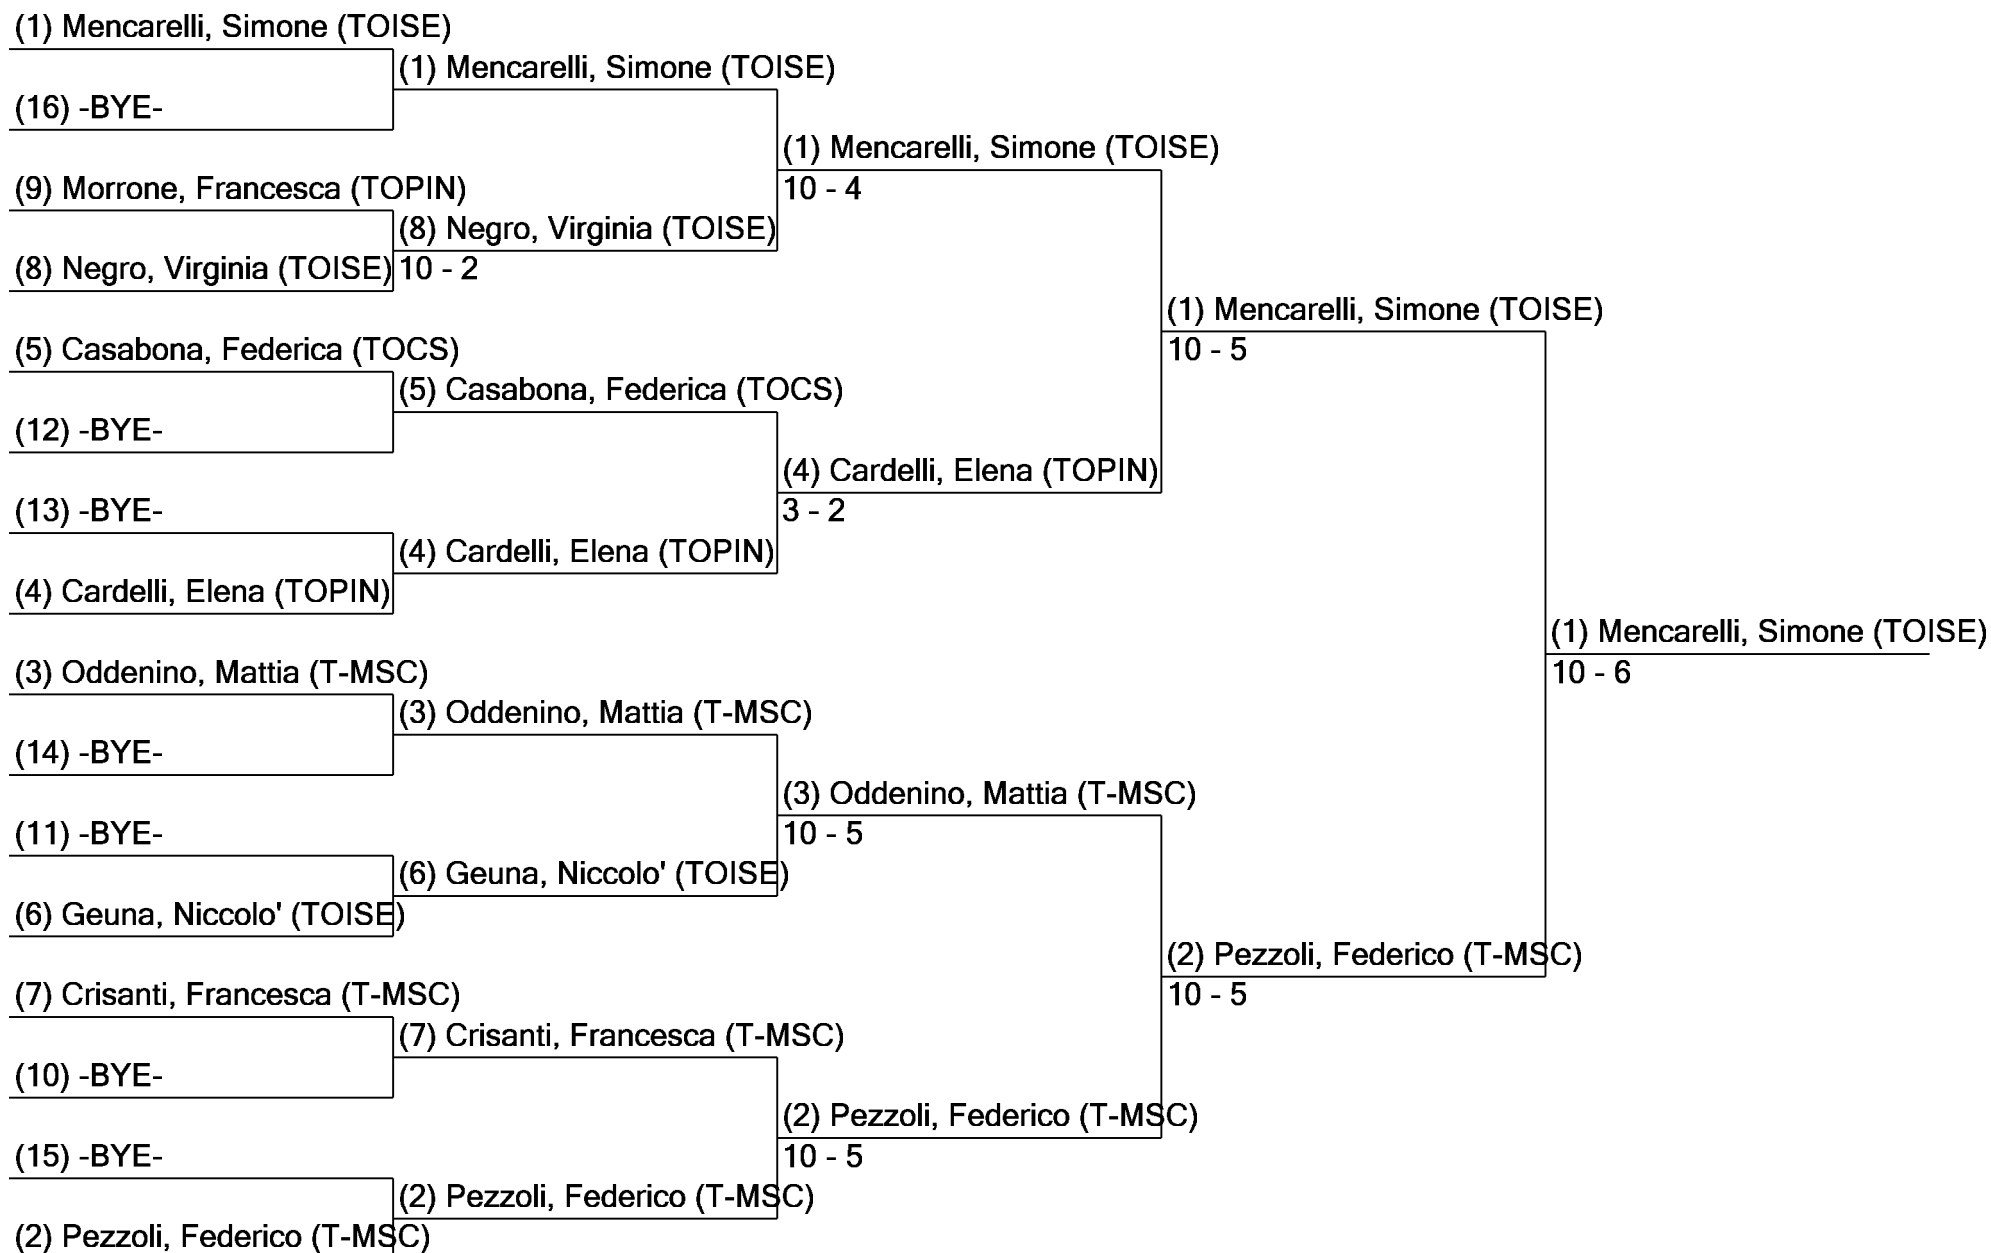 (1) Mencarelli, Simone (TOISE)
(16) -BYE-
(9) Morrone, Francesca (TOPIN)
(8) Negro, Virginia (TOISE)
(5) Casabona, Federica (TOCS)
(12) -BYE-
(13) -BYE-
(4) Cardelli, Elena (TOPIN)
(3) Oddenino, Mattia (T-MSC)
(14) -BYE-
(11) -BYE-
(6) Geuna, Niccolo' (TOISE)
(7) Crisanti, Francesca (T-MSC)
(10) -BYE-
(15) -BYE-
(2) Pezzoli, Federico (T-MSC)
(1) Mencarelli, Simone (TOISE)
(8) Negro, Virginia (TOISE)
10 - 2
(5) Casabona, Federica (TOCS)
(4) Cardelli, Elena (TOPIN)
(3) Oddenino, Mattia (T-MSC)
(6) Geuna, Niccolo' (TOISE)
(7) Crisanti, Francesca (T-MSC)
(2) Pezzoli, Federico (T-MSC)
(1) Mencarelli, Simone (TOISE)
10 - 4
(4) Cardelli, Elena (TOPIN)
3 - 2
(3) Oddenino, Mattia (T-MSC)
10 - 5
(2) Pezzoli, Federico (T-MSC)
10 - 5
(1) Mencarelli, Simone (TOISE)
10 - 5
(2) Pezzoli, Federico (T-MSC)
10 - 5
(1) Mencarelli, Simone (TOISE)
10 - 6